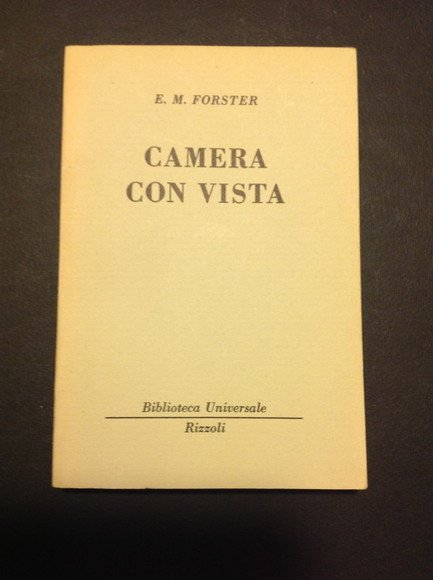 E. M. FORSTER
CAMERA
CON VISTA
Biblioteca Universale
Rizzoli